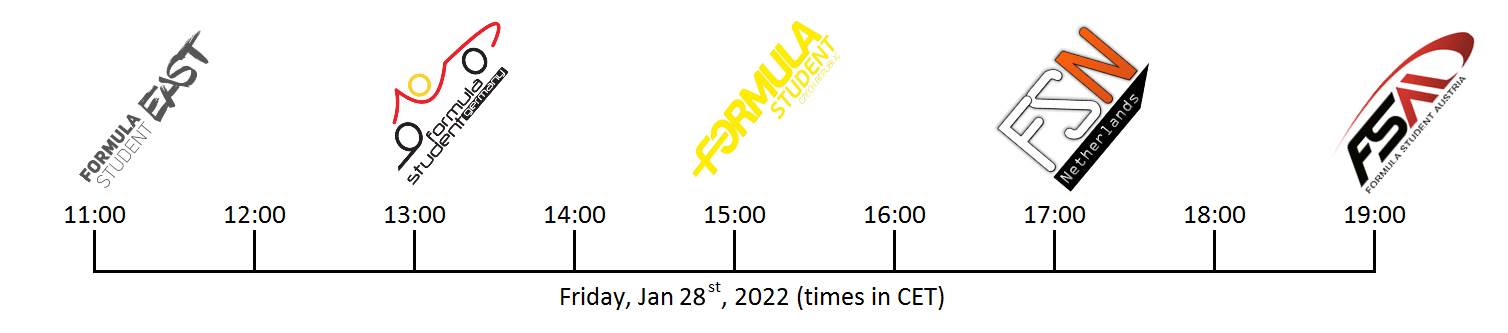 FORMULA
STUDENT
EAST
formula
student germany
FORMULA
STUDENT
CZECH REPUBLIC
FSN
Netherlands
FSA
FORMULA STUDENT AUSTRIA
11:00 12:00 13:00 14:00 15:00 16:00 17:00 18:00 19:00
Friday, Jan 28st, 2022 (times in CET)